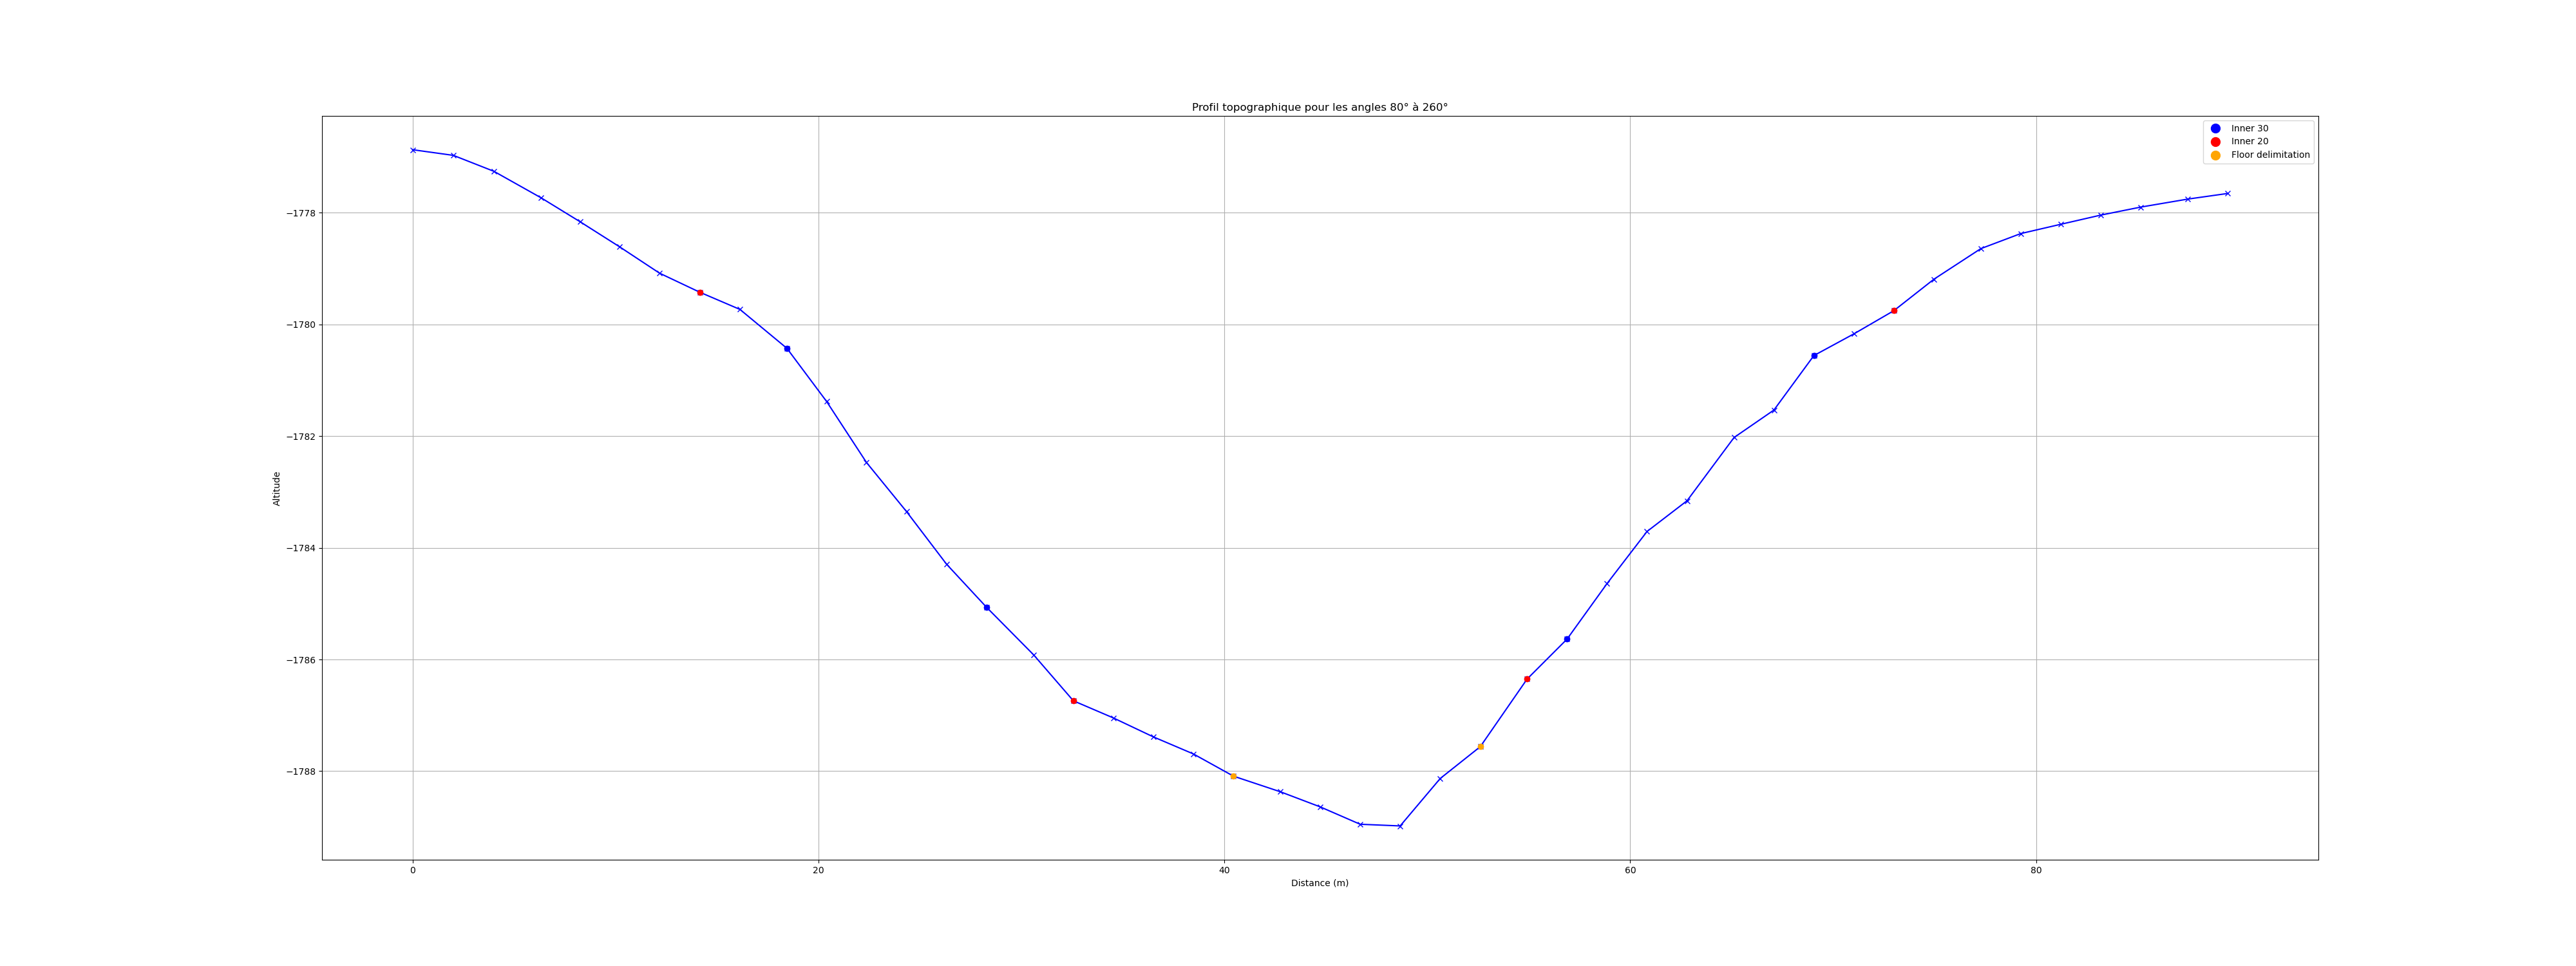 Profil topographique pour les angles 80° à 260°
Inner 30
Inner 20
Floor delimitation
−1778
−1780
−1782
−1784
−1786
−1788
Altitude
0 20 40 60 80
Distance (m)